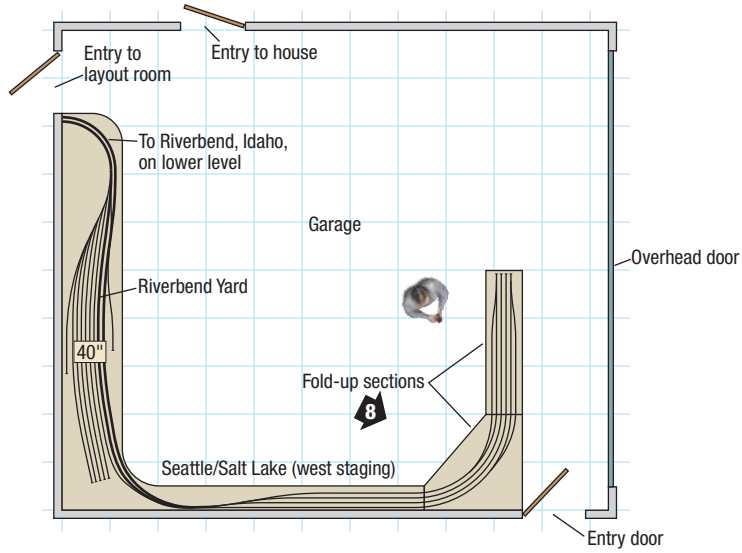 Entry to
layout room
Entry to house
To Riverbend, Idaho,
on lower level
Garage
Overhead door
Riverbend Yard
40"
Fold-up sections
8
Seattle/Salt Lake (west staging)
Entry door